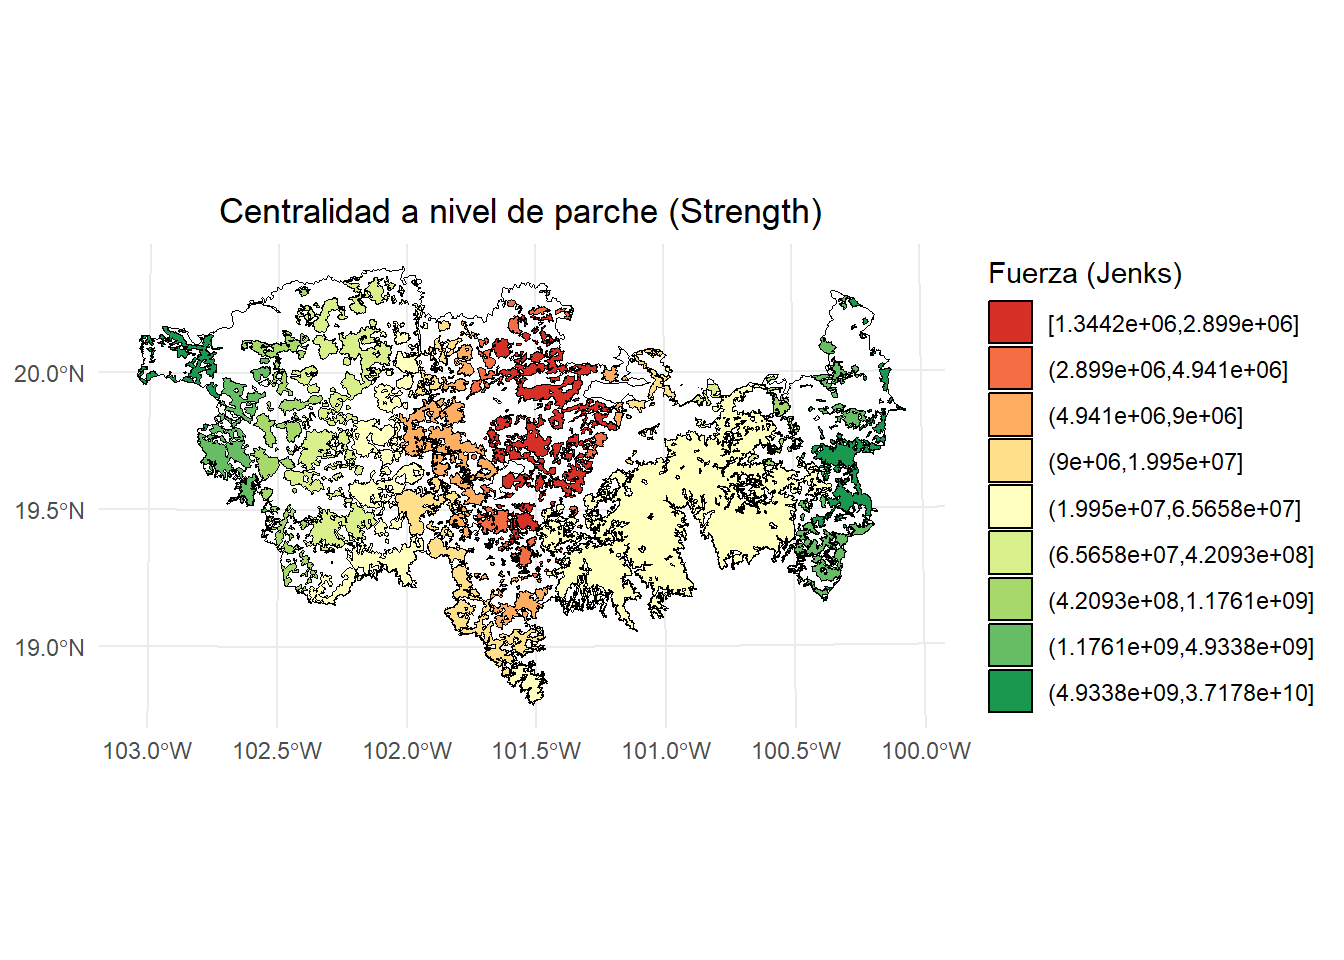 Centralidad a nivel de parche (Strength)
Fuerza (Jenks)
[1.3442e+06,2.899e+06]
(2.899e+06,4.941e+06]
(4.941e+06,9e+06]
(9e+06,1.995e+07]
(1.995e+07,6.5658e+07]
(6.5658e+07,4.2093e+08]
(4.2093e+08,1.1761e+09]
(1.1761e+09,4.9338e+09]
(4.9338e+09,3.7178e+10]
20.0°N
19.5°N
19.0°N
103.0°W 102.5°W 102.0°W 101.5°W 101.0°W 100.5°W 100.0°W